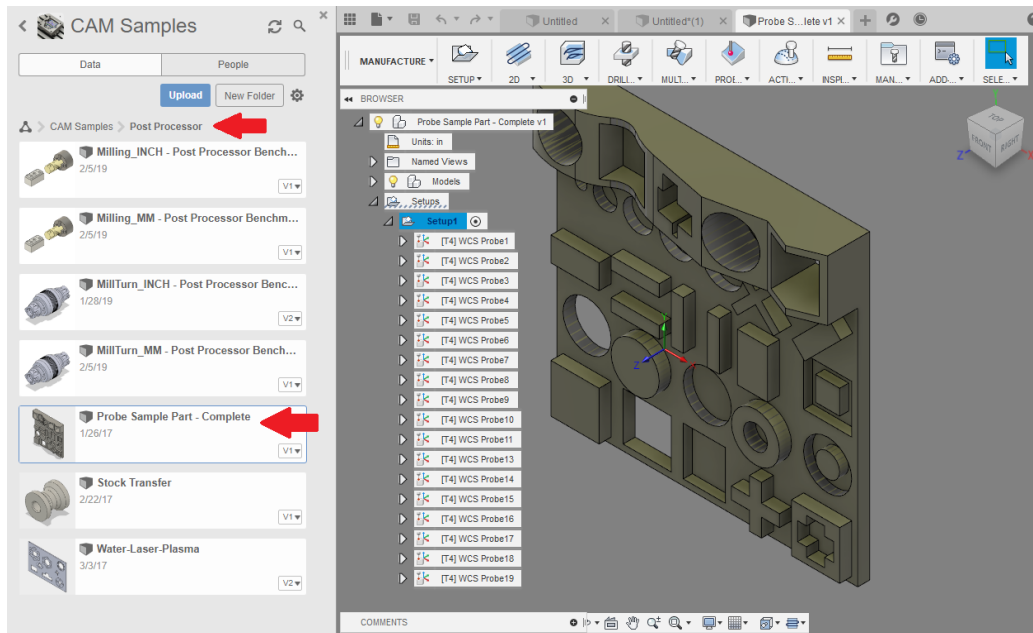 CAM Samples
Data
People
Upload
New Folder
CAM Samples > Post Processor
Milling_INCH - Post Processor Bench...
2/5/19
V1
Milling_MM - Post Processor Benchm...
2/5/19
V1
MillTurn_INCH - Post Processor Benc...
1/28/19
V2
MillTurn_MM - Post Processor Bench...
2/5/19
V1
Probe Sample Part - Complete
1/26/17
V1
Stock Transfer
2/22/17
V1
Water-Laser-Plasma
3/3/17
V2
Untitled
Untitled*(1)
Probe S...lete v1
MANUFACTURE
SETUP
2D
3D
DRILI...
MULT...
PROI...
ACTI...
INSPI...
MAN...
ADD-...
SELE...
BROWSER
Probe Sample Part - Complete v1
Units: in
Named Views
Models
Setups
Setup1
[T4] WCS Probe1
[T4] WCS Probe2
[T4] WCS Probe3
[T4] WCS Probe4
[T4] WCS Probe5
[T4] WCS Probe6
[T4] WCS Probe7
[T4] WCS Probe8
[T4] WCS Probe9
[T4] WCS Probe10
[T4] WCS Probe11
[T4] WCS Probe13
[T4] WCS Probe14
[T4] WCS Probe15
[T4] WCS Probe16
[T4] WCS Probe17
[T4] WCS Probe18
[T4] WCS Probe19
Y
TOP
FRONT
RIGHT
Z
X
Z
COMMENTS